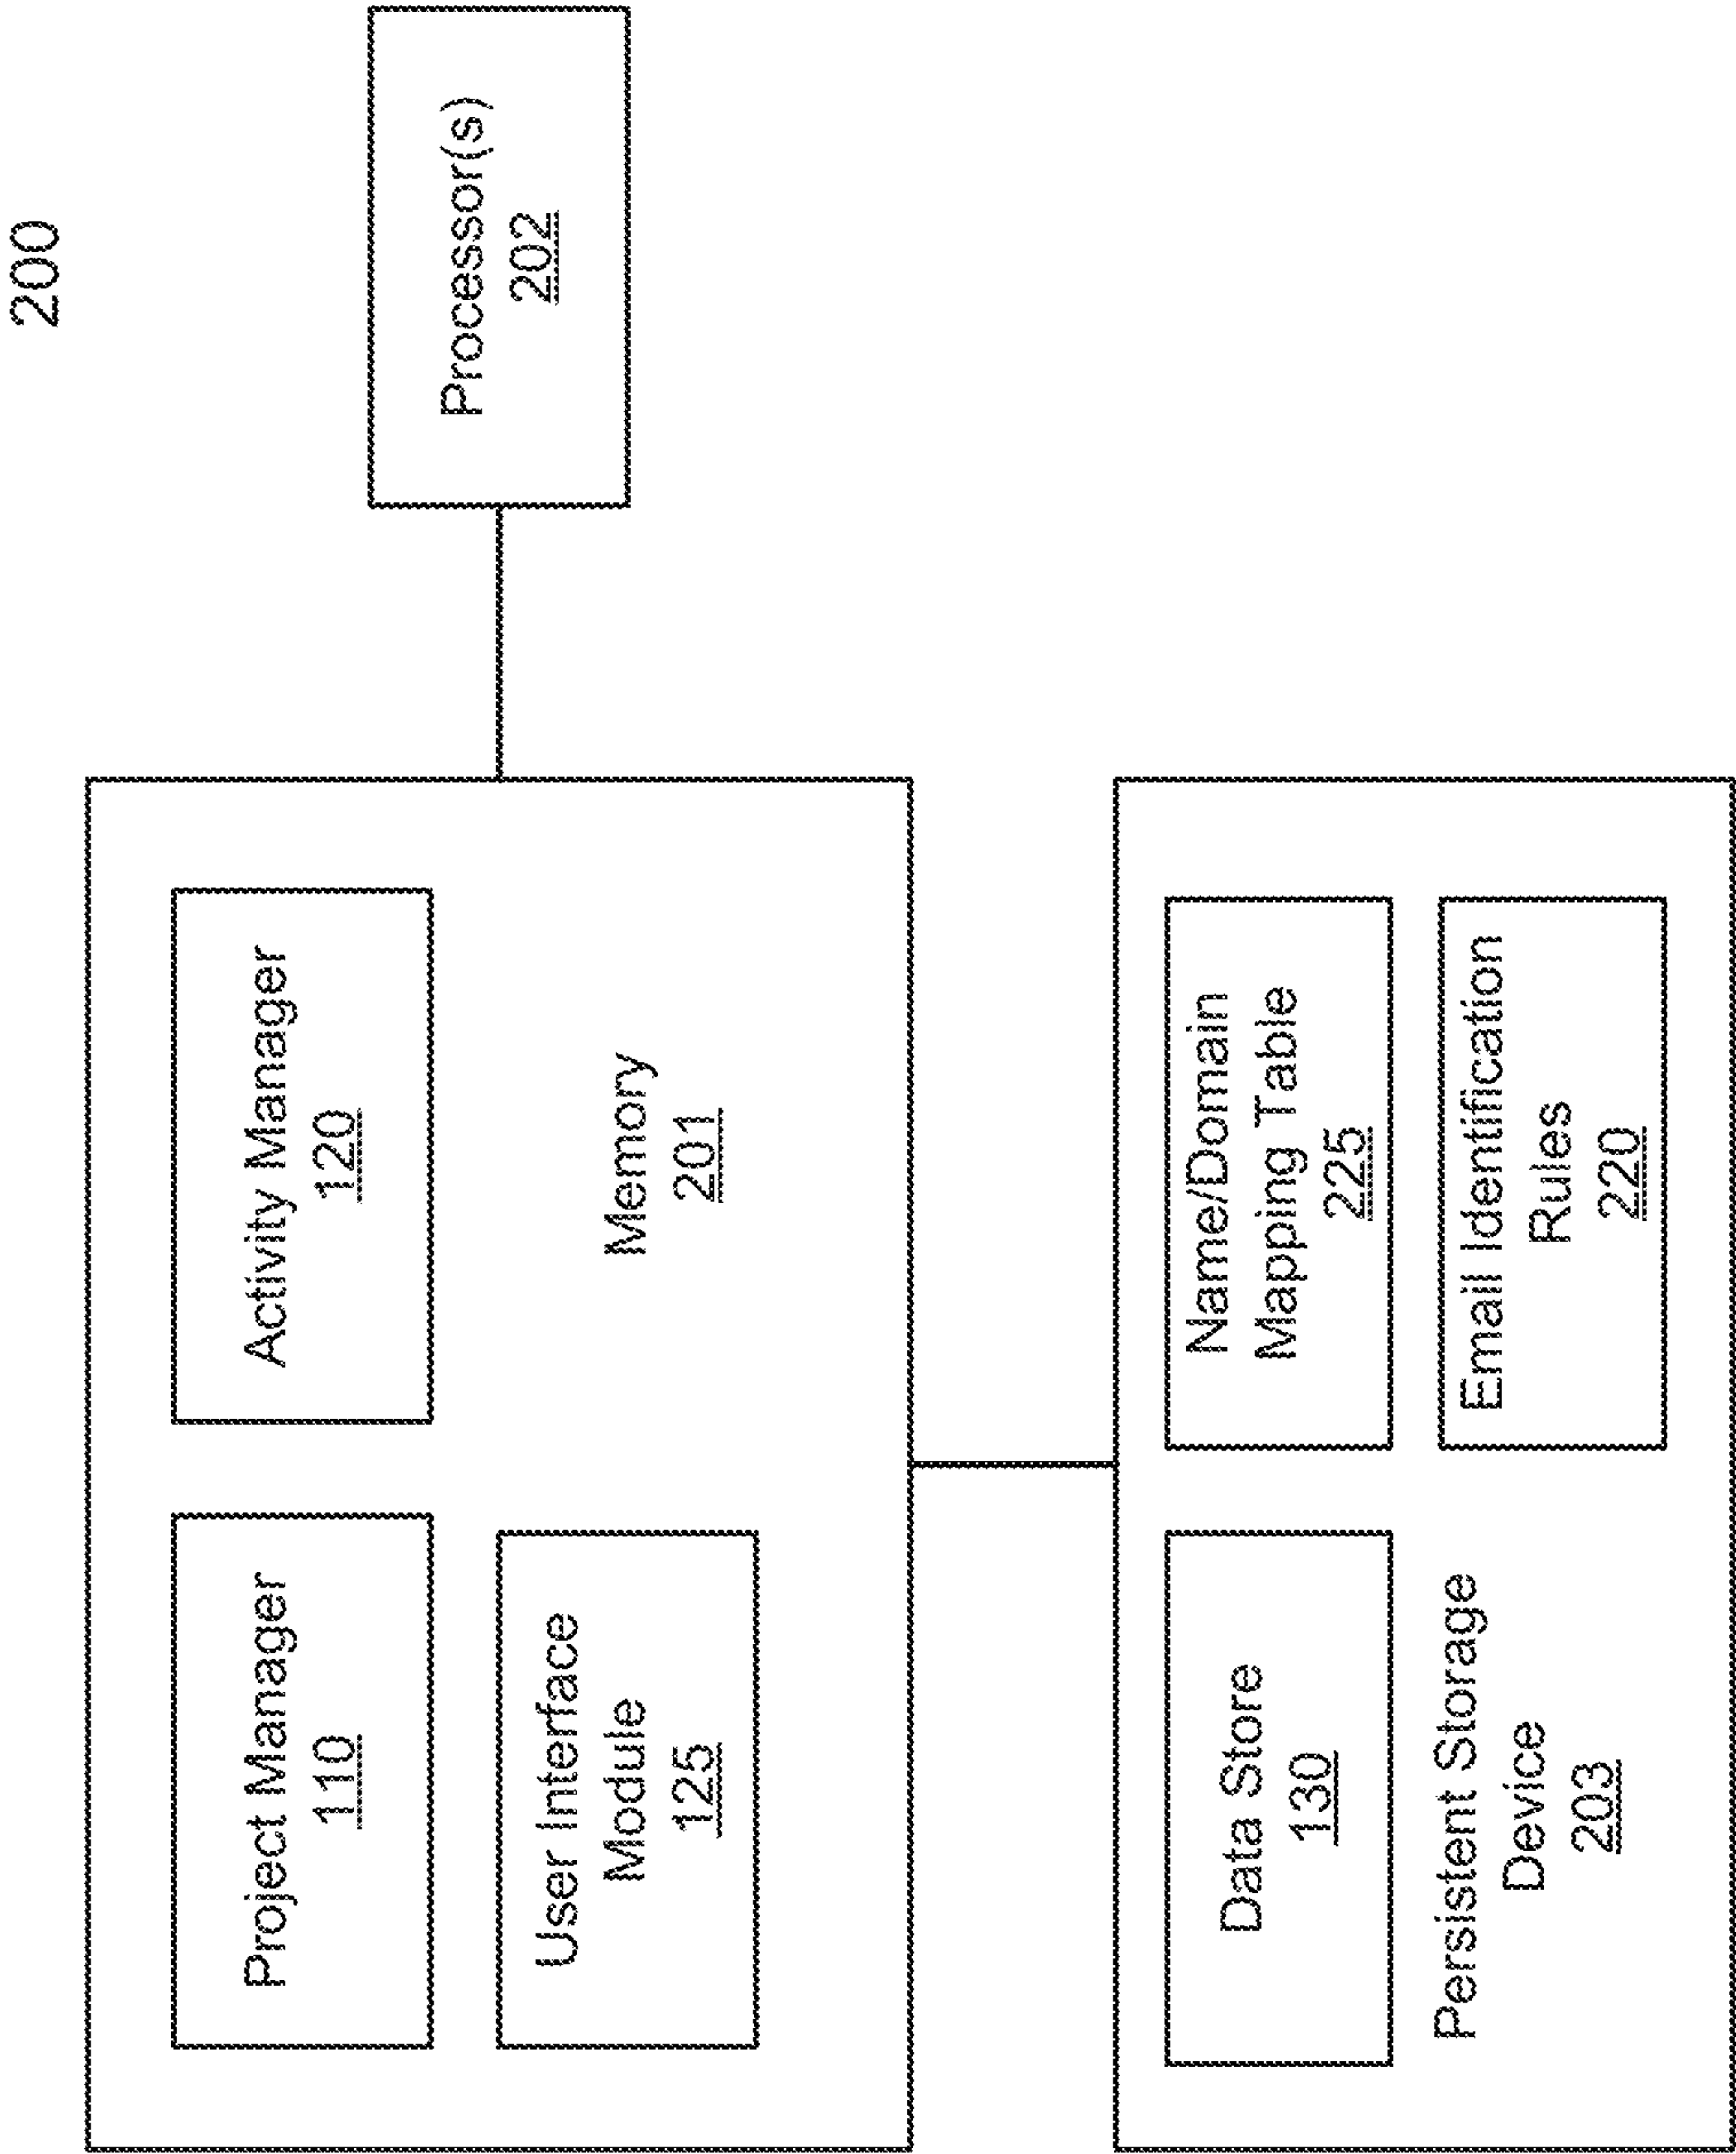 200
Project Manager
110
Activity Manager
120
User Interface
Module
125
Memory
201
Processor(s)
202
Data Store
130
Name/Domain
Mapping Table
225
Persistent Storage
Device
203
Email Identification
Rules
220